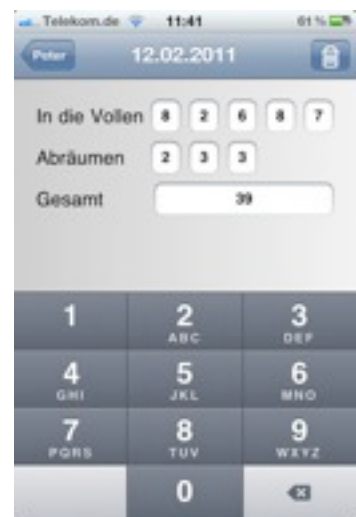 Telekom.de 11:41 61 %
Peter 12.02.2011
In die Vollen 8 2 6 8 7
Abräumen 2 3 3
Gesamt 39
1 2 ABC 3 DEF
4 GHI 5 JKL 6 MNO
7 PQRS 8 TUV 9 WXYZ
0